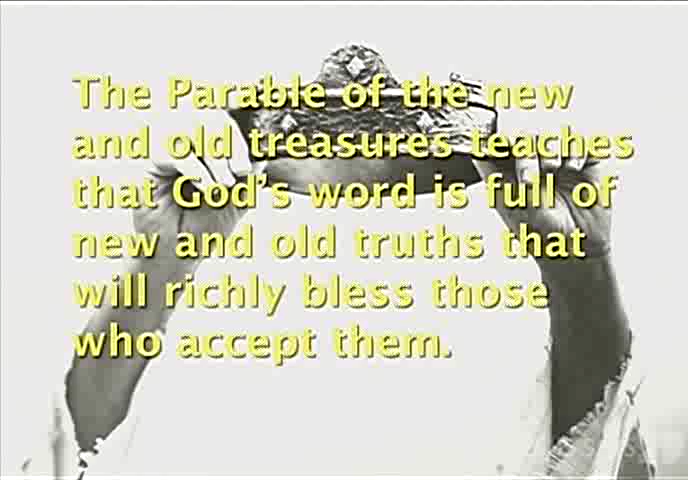 The Parable of the new
and old treasures teaches
that God's word is full of
new and old truths that
will richly bless those
who accept them.